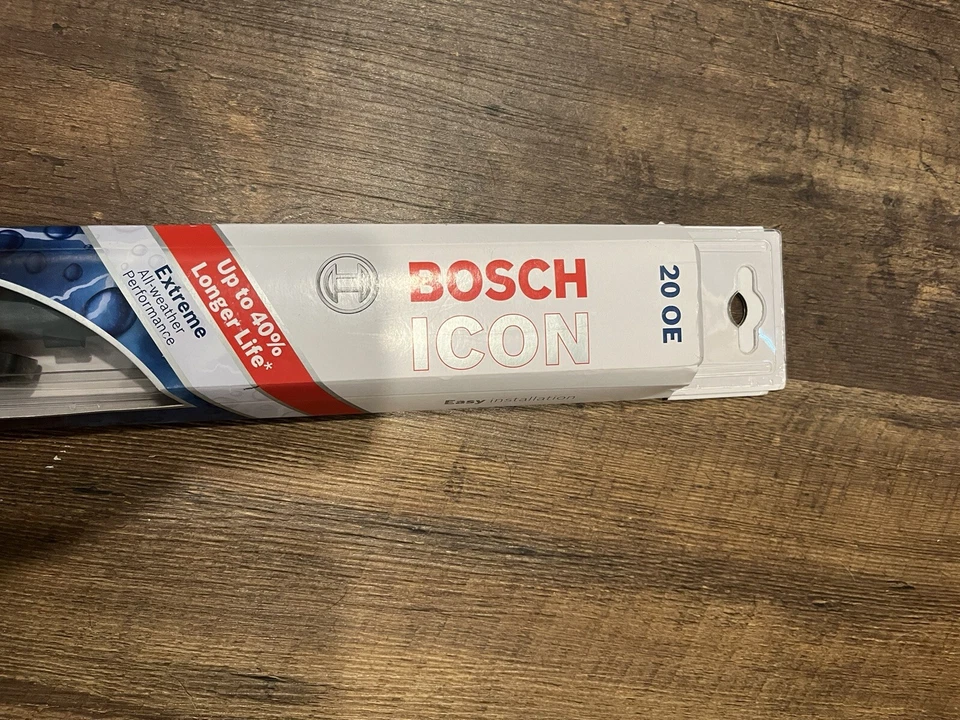 Extreme
All-weather
Performance
Up to 40%
Longer Life*
BOSCH
ICON
Easy installation
20 OE